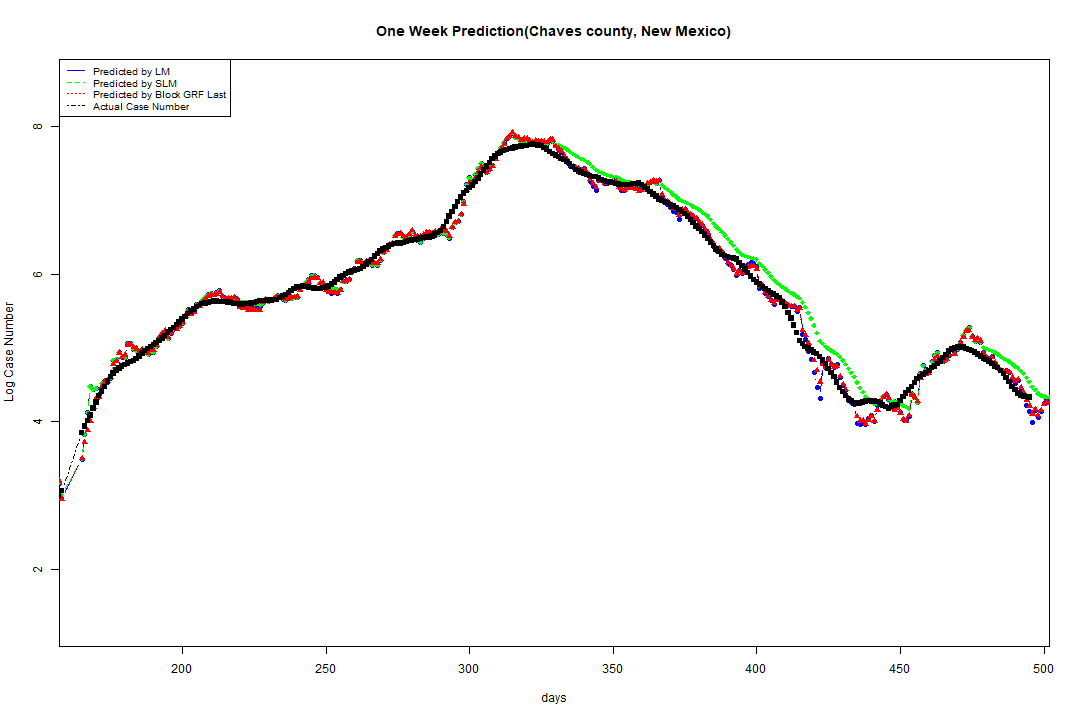 One Week Prediction(Chaves county, New Mexico)
Predicted by LM
Predicted by SLM
Predicted by Block GRF Last
Actual Case Number
8
6
4
2
Log Case Number
200 250 300 350 400 450 500
days